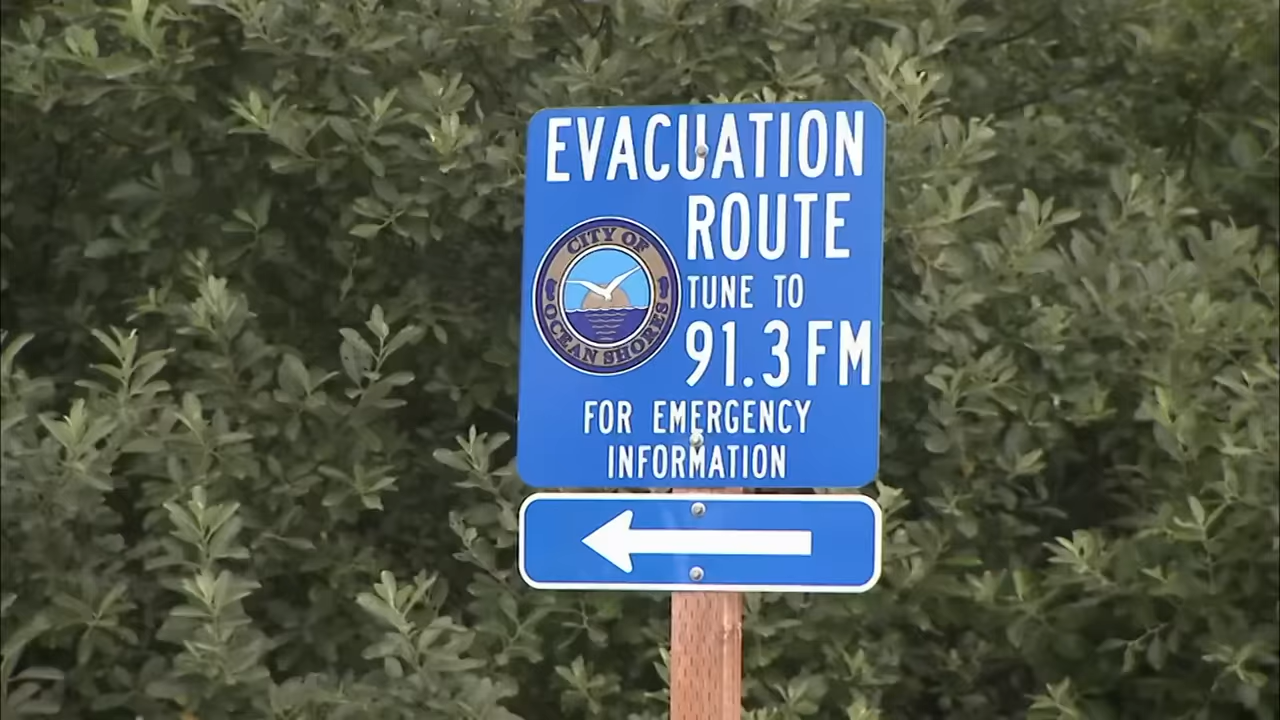 EVACUATION
ROUTE
CITY OF
OCEAN SHORES
TUNE TO
91.3 FM
FOR EMERGENCY
INFORMATION